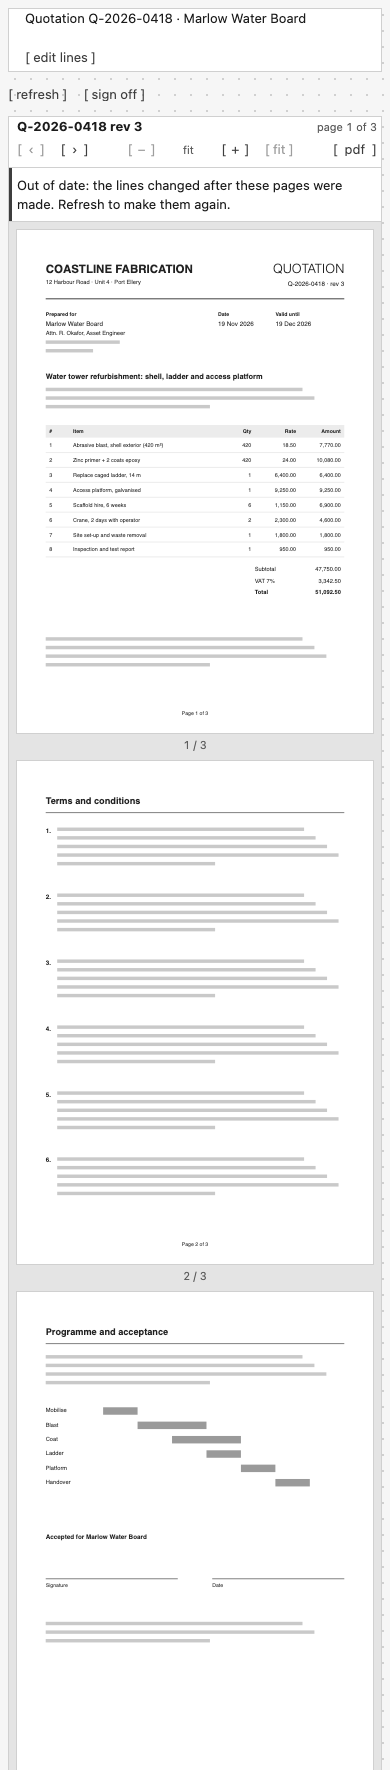 Quotation Q-2026-0418 · Marlow Water Board
[ edit lines ]
[ refresh ] [ sign off ]
Q-2026-0418 rev 3 page 1 of 3
[ ‹ ] [ › ] [ − ] fit [ + ] [ fit ] [ pdf ]
Out of date: the lines changed after these pages were
made. Refresh to make them again.
COASTLINE FABRICATION QUOTATION
12 Harbour Road · Unit 4 · Port Ellery Q-2026-0418 · rev 3
Prepared for Date Valid until
Marlow Water Board 19 Nov 2026 19 Dec 2026
Attn. R. Okafor, Asset Engineer
Water tower refurbishment: shell, ladder and access platform
# Item Qty Rate Amount
1 Abrasive blast, shell exterior (420 m²) 420 18.50 7,770.00
2 Zinc primer + 2 coats epoxy 420 24.00 10,080.00
3 Replace caged ladder, 14 m 1 6,400.00 6,400.00
4 Access platform, galvanised 1 9,250.00 9,250.00
5 Scaffold hire, 6 weeks 6 1,150.00 6,900.00
6 Crane, 2 days with operator 2 2,300.00 4,600.00
7 Site set-up and waste removal 1 1,800.00 1,800.00
8 Inspection and test report 1 950.00 950.00
Subtotal 47,750.00
VAT 7% 3,342.50
Total 51,092.50
Page 1 of 3
1 / 3
Terms and conditions
1.
2.
3.
4.
5.
6.
Page 2 of 3
2 / 3
Programme and acceptance
Mobilise
Blast
Coat
Ladder
Platform
Handover
Accepted for Marlow Water Board
Signature Date